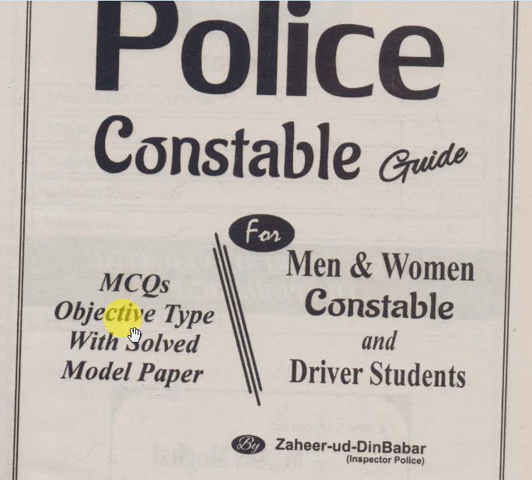 Police
Constable Guide
For
MCQs
Objective Type
With Solved
Model Paper
Men & Women
Constable
and
Driver Students
By Zaheer-ud-DinBabar
(Inspector Police)